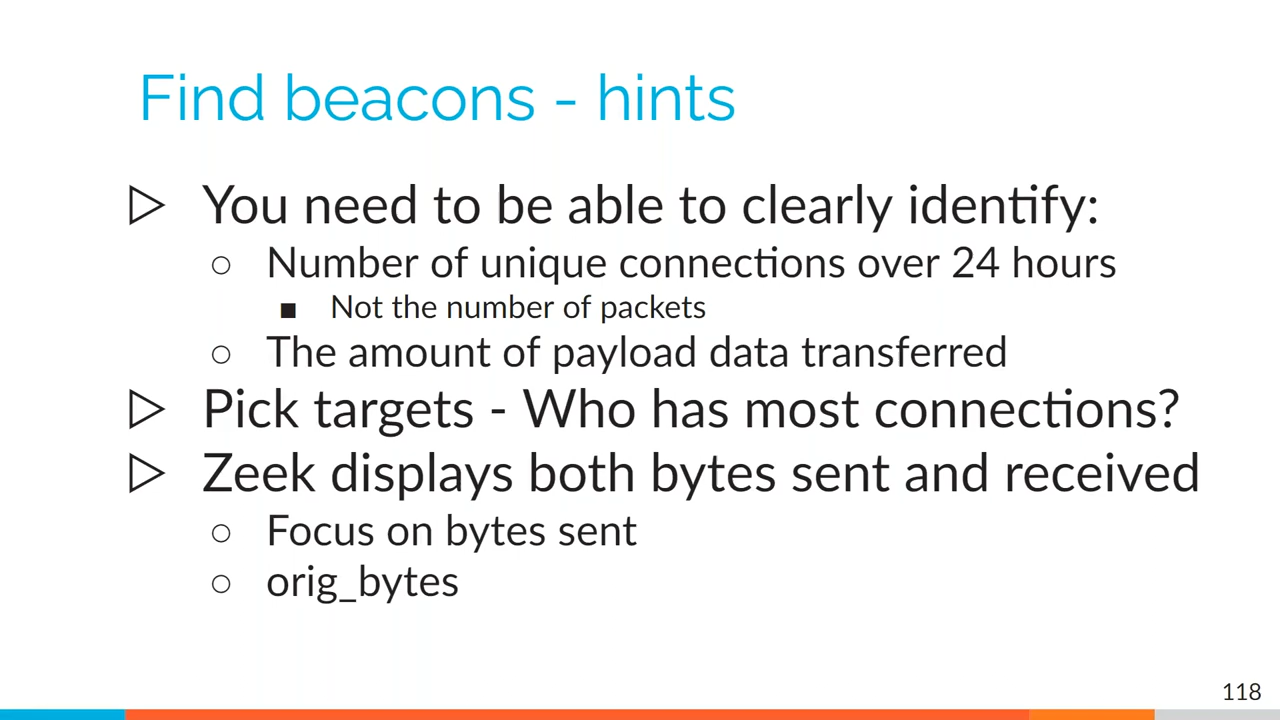 Find beacons - hints
You need to be able to clearly identify:
Number of unique connections over 24 hours
Not the number of packets
The amount of payload data transferred
Pick targets - Who has most connections?
Zeek displays both bytes sent and received
Focus on bytes sent
orig_bytes
118